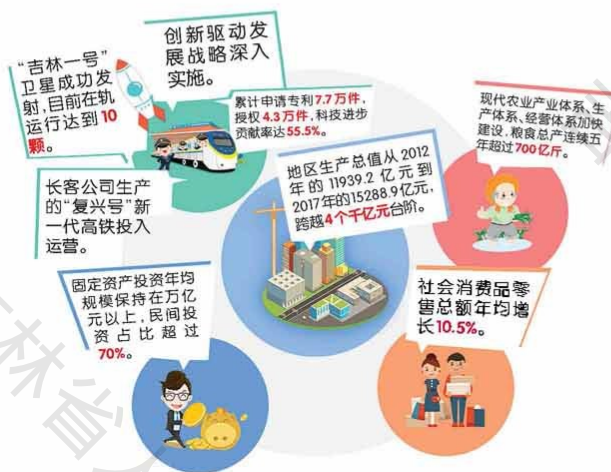 “吉林一号”
卫星成功发
射,目前在轨
运行达到10
颗。
创新驱动发
展战略深入
实施。
累计申请专利7.7万件,
授权4.3万件,科技进步
贡献率达55.5%。
长客公司生产
的“复兴号”新
一代高铁投入
运营。
地区生产总值从2012
年的11939.2亿元到
2017年的15288.9亿元,
跨越4个千亿元台阶。
现代农业产业体系、生
产体系、经营体系加快
建设,粮食总产连续五
年超过700亿斤。
固定资产投资年均
规模保持在万亿
元以上,民间投
资占比超过
70%。
社会消费品零
售总额年均增
长10.5%。
林省人